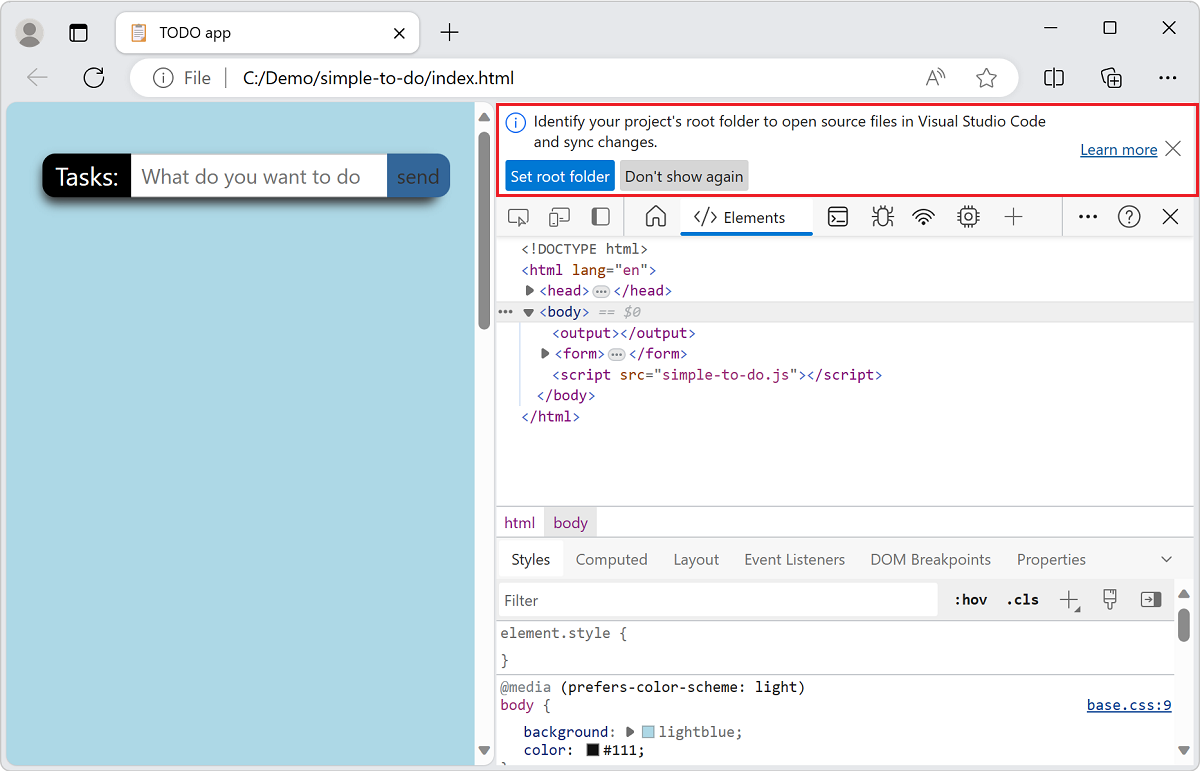 TODO app
File C:/Demo/simple-to-do/index.html
Tasks: What do you want to do send
Identify your project's root folder to open source files in Visual Studio Code
and sync changes.
Learn more
Set root folder Don't show again
</> Elements
<!DOCTYPE html>
<html lang="en">
<head> … </head>
<body> == $0
<output></output>
<form> … </form>
<script src="simple-to-do.js"></script>
</body>
</html>
html body
Styles Computed Layout Event Listeners DOM Breakpoints Properties
Filter :hov .cls
element.style {
}
@media (prefers-color-scheme: light)
body { base.css:9
background: lightblue;
color: #111;